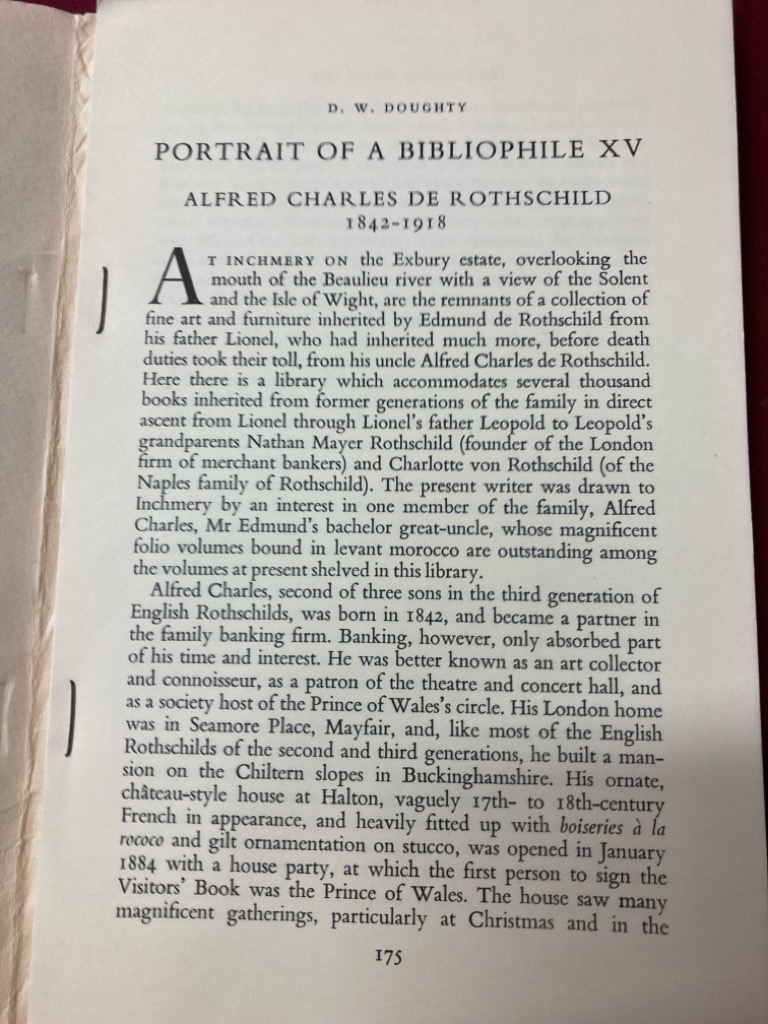 D. W. DOUGHTY
PORTRAIT OF A BIBLIOPHILE XV
ALFRED CHARLES DE ROTHSCHILD
1842-1918
AT INCHMERY ON the Exbury estate, overlooking the
mouth of the Beaulieu river with a view of the Solent
and the Isle of Wight, are the remnants of a collection of
fine art and furniture inherited by Edmund de Rothschild from
his father Lionel, who had inherited much more, before death
duties took their toll, from his uncle Alfred Charles de Rothschild.
Here there is a library which accommodates several thousand
books inherited from former generations of the family in direct
ascent from Lionel through Lionel's father Leopold to Leopold's
grandparents Nathan Mayer Rothschild (founder of the London
firm of merchant bankers) and Charlotte von Rothschild (of the
Naples family of Rothschild). The present writer was drawn to
Inchmery by an interest in one member of the family, Alfred
Charles, Mr Edmund's bachelor great-uncle, whose magnificent
folio volumes bound in levant morocco are outstanding among
the volumes at present shelved in this library.
Alfred Charles, second of three sons in the third generation of
English Rothschilds, was born in 1842, and became a partner in
the family banking firm. Banking, however, only absorbed part
of his time and interest. He was better known as an art collector
and connoisseur, as a patron of the theatre and concert hall, and
as a society host of the Prince of Wales's circle. His London home
was in Seamore Place, Mayfair, and, like most of the English
Rothschilds of the second and third generations, he built a man-
sion on the Chiltern slopes in Buckinghamshire. His ornate,
château-style house at Halton, vaguely 17th- to 18th-century
French in appearance, and heavily fitted up with boiseries à la
rococo and gilt ornamentation on stucco, was opened in January
1884 with a house party, at which the first person to sign the
Visitors' Book was the Prince of Wales. The house saw many
magnificent gatherings, particularly at Christmas and in the
175